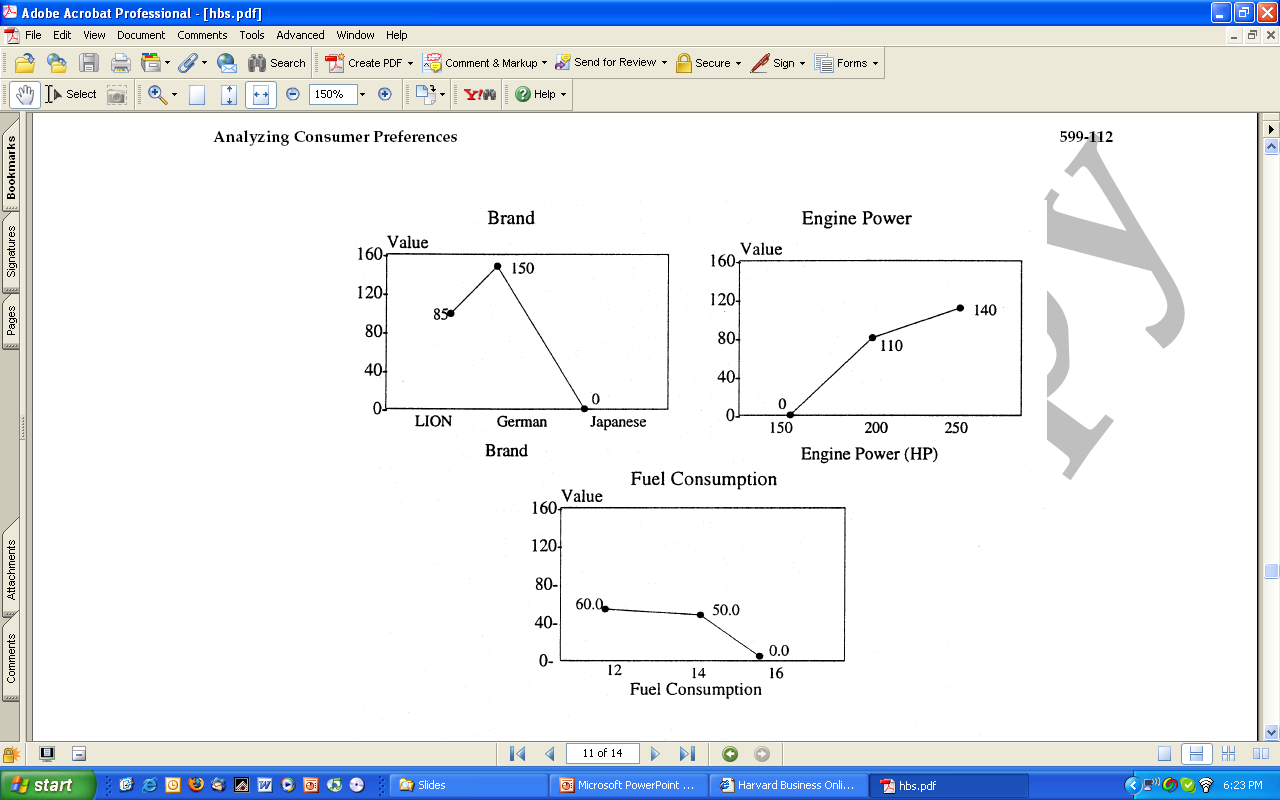 Adobe Acrobat Professional - [hbs.pdf]
File Edit View Document Comments Tools Advanced Window Help
Search Create PDF Comment & Markup Send for Review Secure Sign Forms
Select 150% Y! Help
Bookmarks
Signatures
Pages
Attachments
Comments
Analyzing Consumer Preferences 599-112
py
Brand
Value
160
120
80
40
0
85
150
0
LION German Japanese
Brand
Engine Power
Value
160
120
80
40
0
0
110
140
150 200 250
Engine Power (HP)
Fuel Consumption
Value
160
120
80
40
0
60.0
50.0
0.0
12 14 16
Fuel Consumption
11 of 14
start Slides Microsoft PowerPoint ... Harvard Business Onli... hbs.pdf 6:23 PM